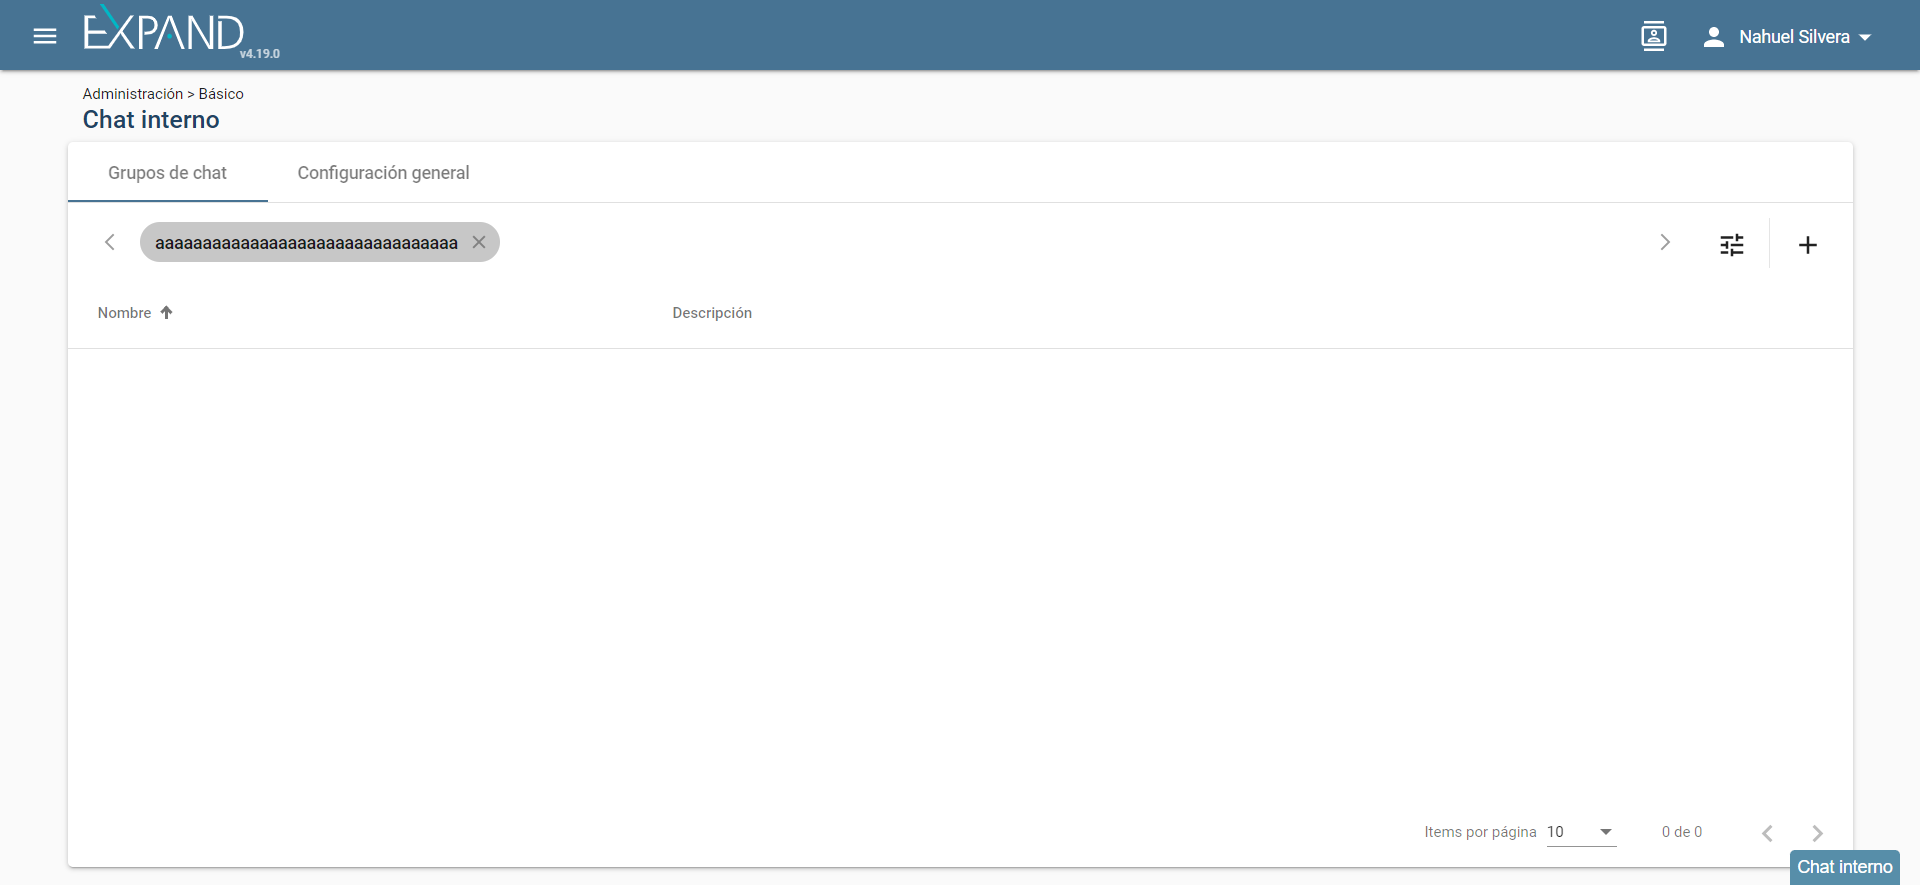 EXPAND
v4.19.0
Nahuel Silvera
Administración > Básico
Chat interno
Grupos de chat
Configuración general
aaaaaaaaaaaaaaaaaaaaaaaaaaaaaaaa
Nombre
Descripción
Items por página 10
0 de 0
Chat interno